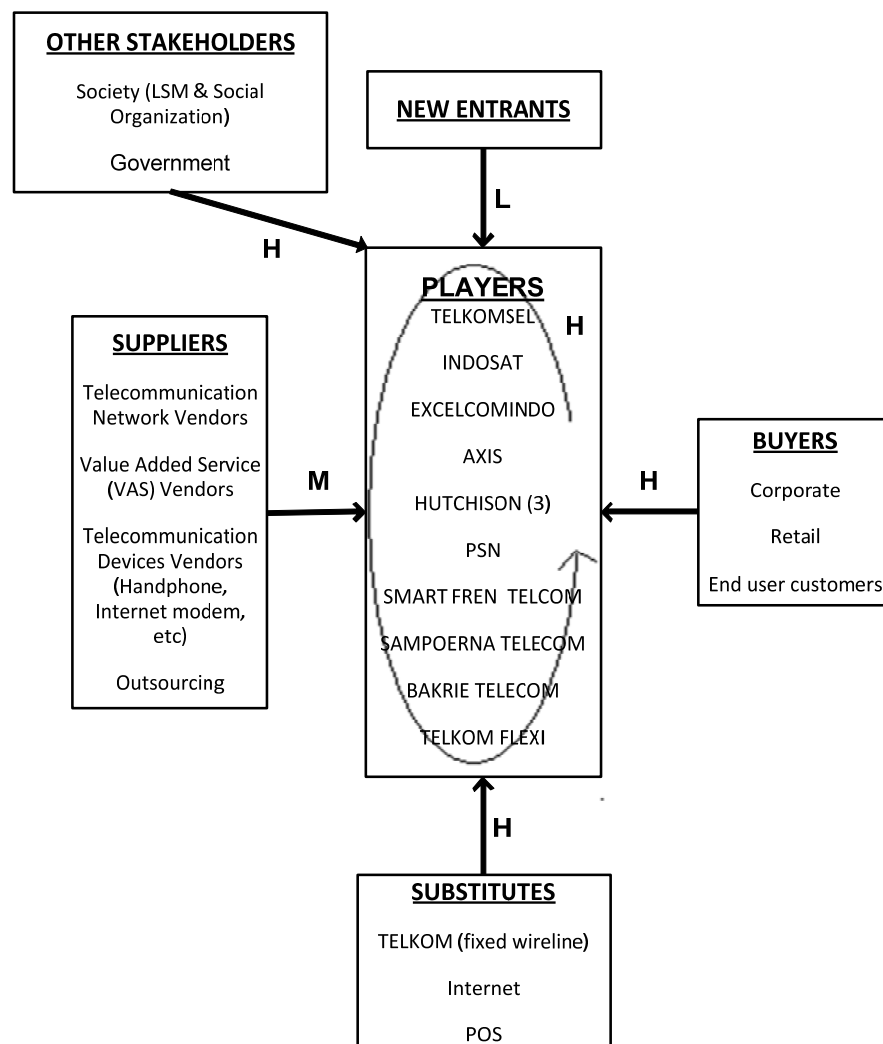 OTHER STAKEHOLDERS
Society (LSM & Social
Organization)
Government
NEW ENTRANTS
L
H
PLAYERS
H
TELKOMSEL
INDOSAT
EXCELCOMINDO
AXIS
HUTCHISON (3)
PSN
SMART FREN TELCOM
SAMPOERNA TELECOM
BAKRIE TELECOM
TELKOM FLEXI
SUPPLIERS
Telecommunication
Network Vendors
Value Added Service
(VAS) Vendors
Telecommunication
Devices Vendors
(Handphone,
Internet modem,
etc)
Outsourcing
M
H
BUYERS
Corporate
Retail
End user customers
H
SUBSTITUTES
TELKOM (fixed wireline)
Internet
POS